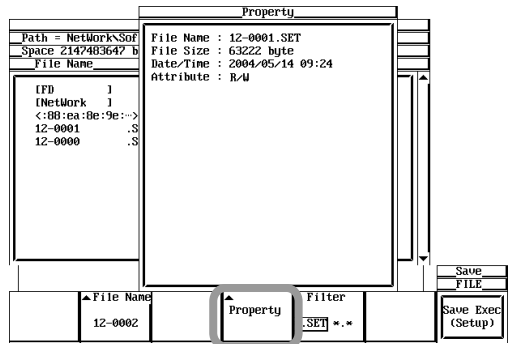 Property
Path = NetWork\Sof
Space 2147483647 b
File Name
File Name : 12-0001.SET
File Size : 63222 byte
Date/Time : 2004/05/14 09:24
Attribute : R/W
[FD ]
[NetWork ]
<:88:ea:8e:9e:…>
12-0001 .S
12-0000 .S
Save
FILE
File Name
12-0002
Property
Filter
.SET *.*
Save Exec
(Setup)